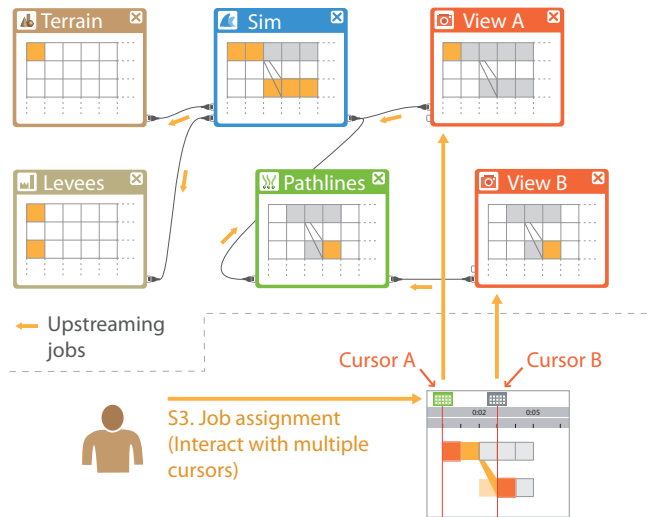 Terrain
Sim
View A
Levees
Pathlines
View B
Upstreaming
jobs
Cursor A
Cursor B
S3. Job assignment
(Interact with multiple
cursors)
0:02
0:05